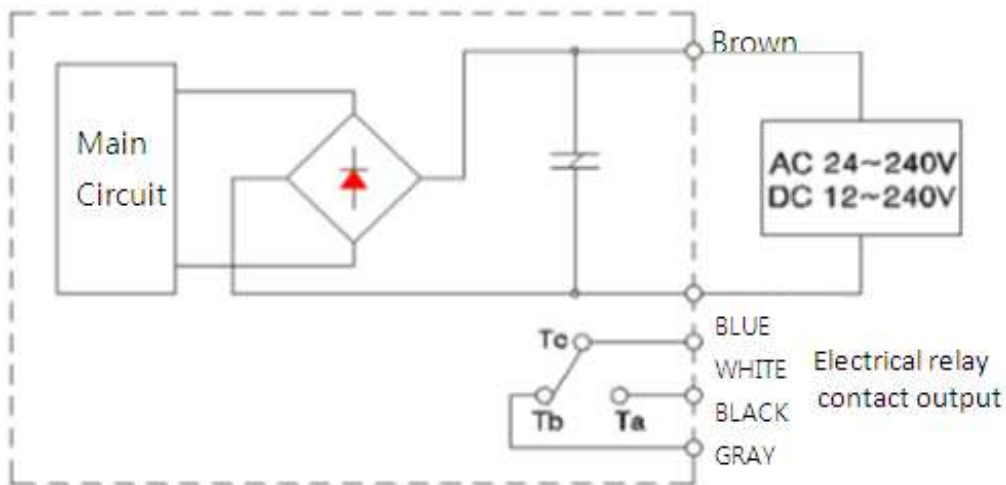 Brown
Main
Circuit
AC 24~240V
DC 12~240V
BLUE
Tc
WHITE
Electrical relay
contact output
BLACK
Tb
Ta
GRAY